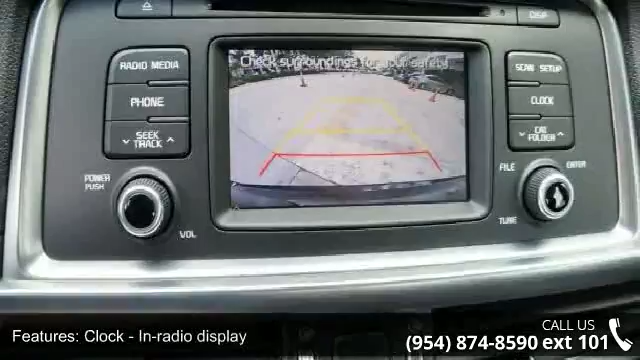 DISP
RADIO MEDIA
PHONE
SEEK
TRACK
POWER
PUSH
VOL
Check surroundings for your safety
SCAN SETUP
CLOCK
CAT
FOLDER
FILE
ENTER
TUNE
Features: Clock - In-radio display
CALL US
(954) 874-8590 ext 101